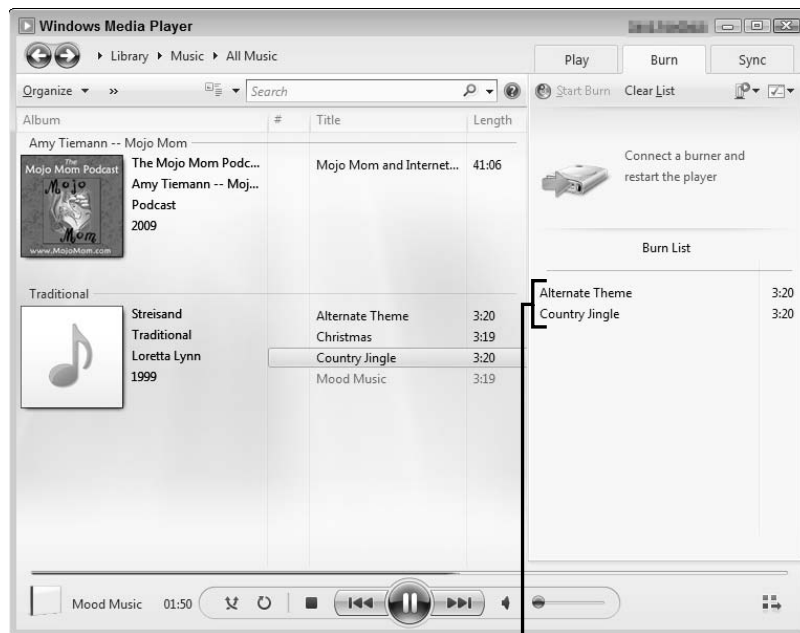 Windows Media Player
Library ▸ Music ▸ All Music
Play Burn Sync
Organize » Search Start Burn Clear List
Album # Title Length
Amy Tiemann -- Mojo Mom
The
Mojo Mom Podcast
Mojo
Mom
www.MojoMom.com
The Mojo Mom Podc... Mojo Mom and Internet... 41:06
Amy Tiemann -- Moj...
Podcast
2009
Connect a burner and
restart the player
Burn List
Alternate Theme 3:20
Country Jingle 3:20
Traditional
Streisand Alternate Theme 3:20
Traditional Christmas 3:19
Loretta Lynn Country Jingle 3:20
1999 Mood Music 3:19
Mood Music 01:50